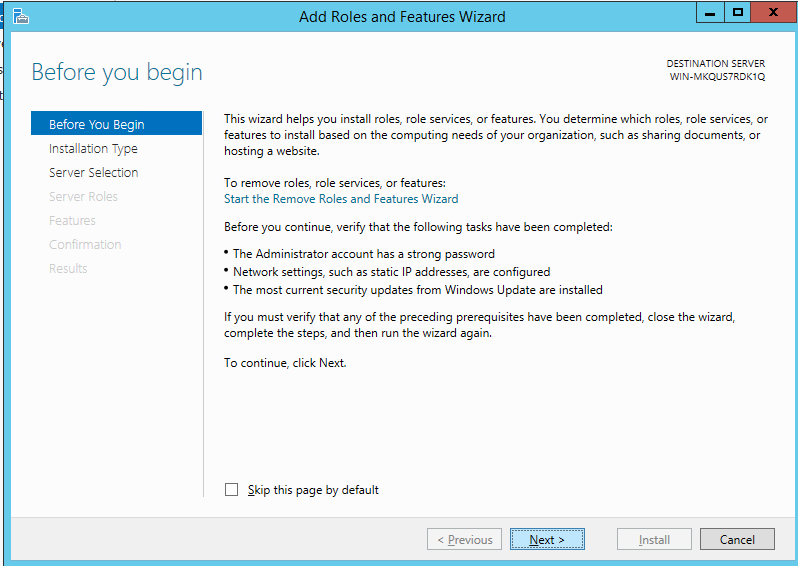 Add Roles and Features Wizard
Before you begin
DESTINATION SERVER
WIN-MKQUS7RDK1Q
Before You Begin
Installation Type
Server Selection
Server Roles
Features
Confirmation
Results
This wizard helps you install roles, role services, or features. You determine which roles, role services, or
features to install based on the computing needs of your organization, such as sharing documents, or
hosting a website.
To remove roles, role services, or features:
Start the Remove Roles and Features Wizard
Before you continue, verify that the following tasks have been completed:
• The Administrator account has a strong password
• Network settings, such as static IP addresses, are configured
• The most current security updates from Windows Update are installed
If you must verify that any of the preceding prerequisites have been completed, close the wizard,
complete the steps, and then run the wizard again.
To continue, click Next.
Skip this page by default
< Previous
Next >
Install
Cancel